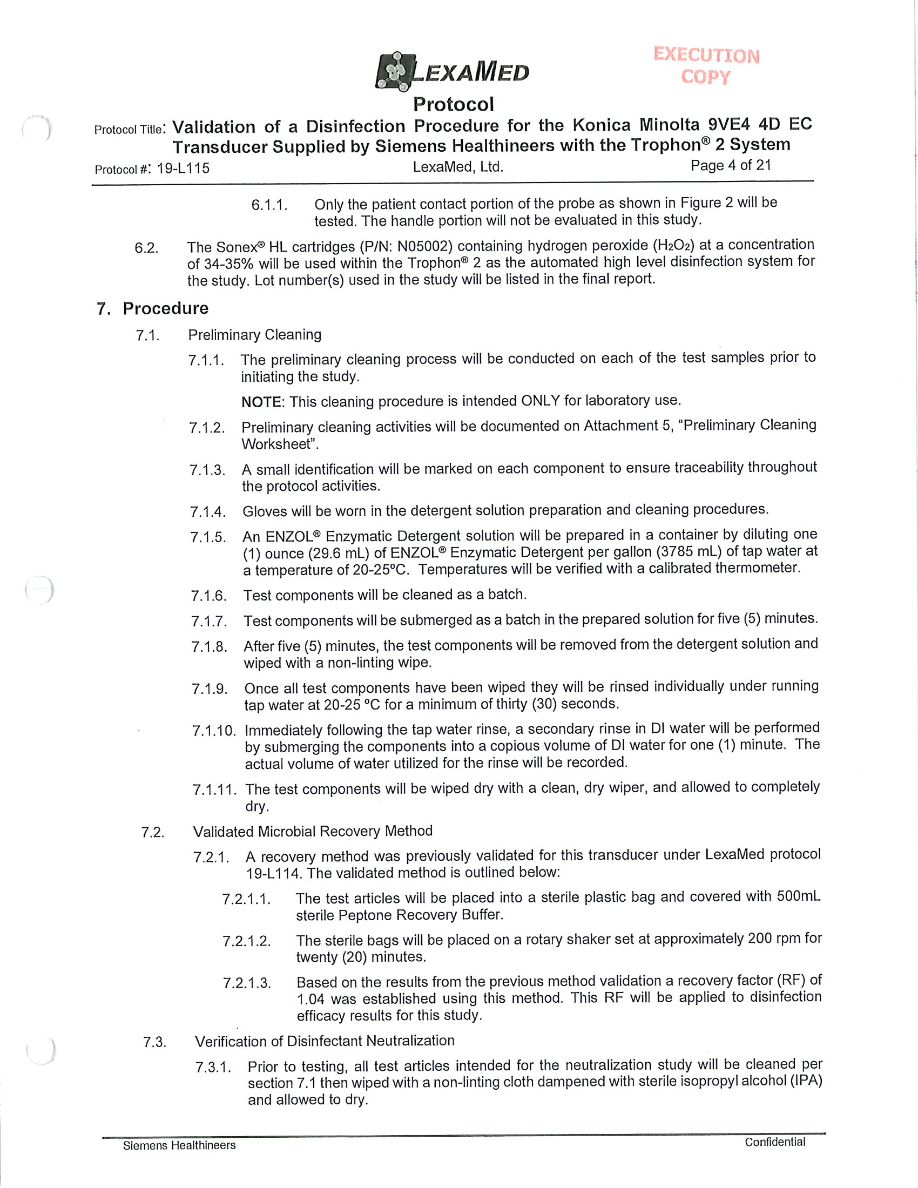 LEXAMED
EXECUTION
COPY
Protocol
Protocol Title: Validation of a Disinfection Procedure for the Konica Minolta 9VE4 4D EC
Transducer Supplied by Siemens Healthineers with the Trophon® 2 System
Protocol #: 19-L115 LexaMed, Ltd. Page 4 of 21
6.1.1. Only the patient contact portion of the probe as shown in Figure 2 will be
tested. The handle portion will not be evaluated in this study.
6.2. The Sonex® HL cartridges (P/N: N05002) containing hydrogen peroxide (H₂O₂) at a concentration
of 34-35% will be used within the Trophon® 2 as the automated high level disinfection system for
the study. Lot number(s) used in the study will be listed in the final report.
7. Procedure
7.1. Preliminary Cleaning
7.1.1. The preliminary cleaning process will be conducted on each of the test samples prior to
initiating the study.
NOTE: This cleaning procedure is intended ONLY for laboratory use.
7.1.2. Preliminary cleaning activities will be documented on Attachment 5, "Preliminary Cleaning
Worksheet".
7.1.3. A small identification will be marked on each component to ensure traceability throughout
the protocol activities.
7.1.4. Gloves will be worn in the detergent solution preparation and cleaning procedures.
7.1.5. An ENZOL® Enzymatic Detergent solution will be prepared in a container by diluting one
(1) ounce (29.6 mL) of ENZOL® Enzymatic Detergent per gallon (3785 mL) of tap water at
a temperature of 20-25ºC. Temperatures will be verified with a calibrated thermometer.
7.1.6. Test components will be cleaned as a batch.
7.1.7. Test components will be submerged as a batch in the prepared solution for five (5) minutes.
7.1.8. After five (5) minutes, the test components will be removed from the detergent solution and
wiped with a non-linting wipe.
7.1.9. Once all test components have been wiped they will be rinsed individually under running
tap water at 20-25 ºC for a minimum of thirty (30) seconds.
7.1.10. Immediately following the tap water rinse, a secondary rinse in DI water will be performed
by submerging the components into a copious volume of DI water for one (1) minute. The
actual volume of water utilized for the rinse will be recorded.
7.1.11. The test components will be wiped dry with a clean, dry wiper, and allowed to completely
dry.
7.2. Validated Microbial Recovery Method
7.2.1. A recovery method was previously validated for this transducer under LexaMed protocol
19-L114. The validated method is outlined below:
7.2.1.1. The test articles will be placed into a sterile plastic bag and covered with 500mL
sterile Peptone Recovery Buffer.
7.2.1.2. The sterile bags will be placed on a rotary shaker set at approximately 200 rpm for
twenty (20) minutes.
7.2.1.3. Based on the results from the previous method validation a recovery factor (RF) of
1.04 was established using this method. This RF will be applied to disinfection
efficacy results for this study.
7.3. Verification of Disinfectant Neutralization
7.3.1. Prior to testing, all test articles intended for the neutralization study will be cleaned per
section 7.1 then wiped with a non-linting cloth dampened with sterile isopropyl alcohol (IPA)
and allowed to dry.
Siemens Healthineers Confidential